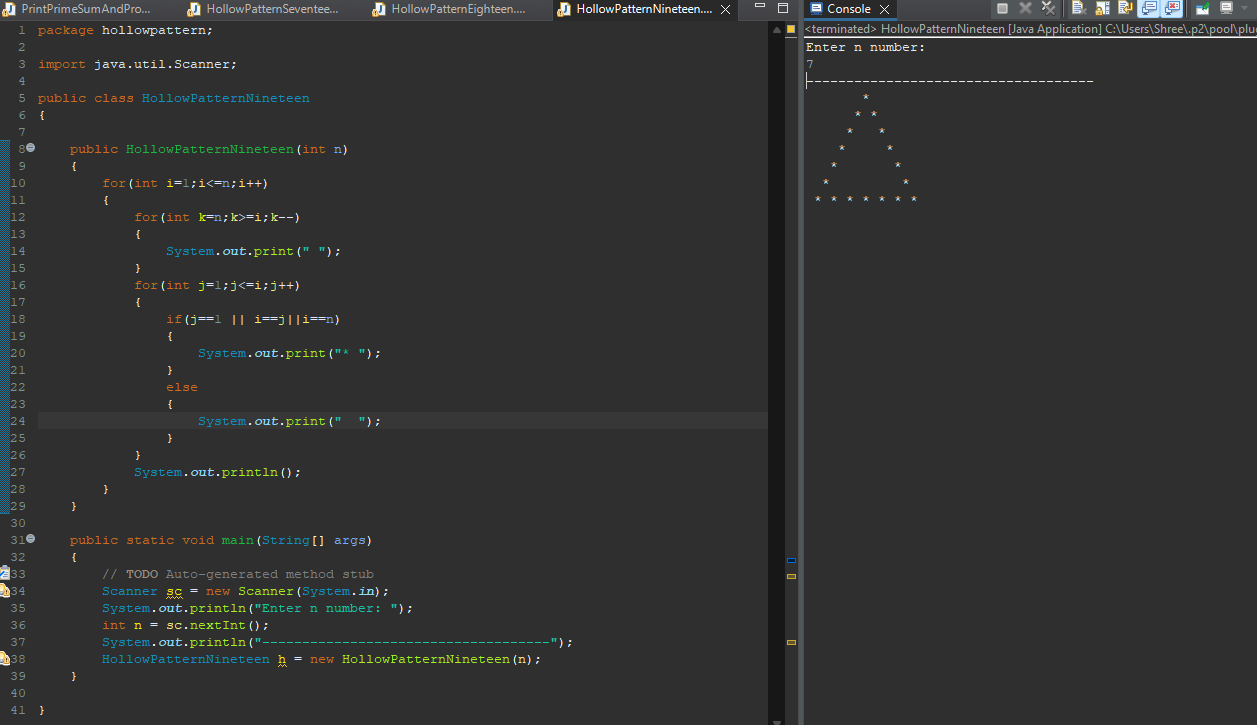 PrintPrimeSumAndPro... HollowPatternSeventee... HollowPatternEighteen.... HollowPatternNineteen....
1 package hollowpattern;
2
3 import java.util.Scanner;
4
5 public class HollowPatternNineteen
6 {
7
8     public HollowPatternNineteen(int n)
9     {
10         for(int i=1;i<=n;i++)
11         {
12             for(int k=n;k>=i;k--)
13             {
14                 System.out.print(" ");
15             }
16             for(int j=1;j<=i;j++)
17             {
18                 if(j==1 || i==j||i==n)
19                 {
20                     System.out.print("* ");
21                 }
22                 else
23                 {
24                     System.out.print("  ");
25                 }
26             }
27             System.out.println();
28         }
29     }
30
31     public static void main(String[] args)
32     {
33         // TODO Auto-generated method stub
34         Scanner sc = new Scanner(System.in);
35         System.out.println("Enter n number: ");
36         int n = sc.nextInt();
37         System.out.println("------------------------------------");
38         HollowPatternNineteen h = new HollowPatternNineteen(n);
39     }
40
41 }
Console
<terminated> HollowPatternNineteen [Java Application] C:\Users\Shree\.p2\pool\plu
Enter n number:
7
------------------------------------
       *
      * *
     *   *
    *     *
   *       *
  *         *
 * * * * * * *